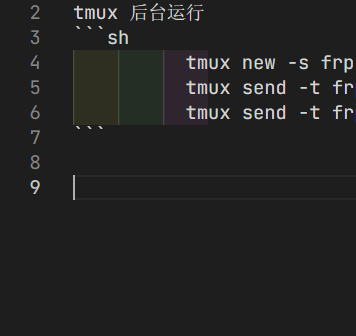 2 tmux 后台运行
3 ```sh
4 tmux new -s frp
5 tmux send -t fr
6 tmux send -t fr
7 ```
8
9